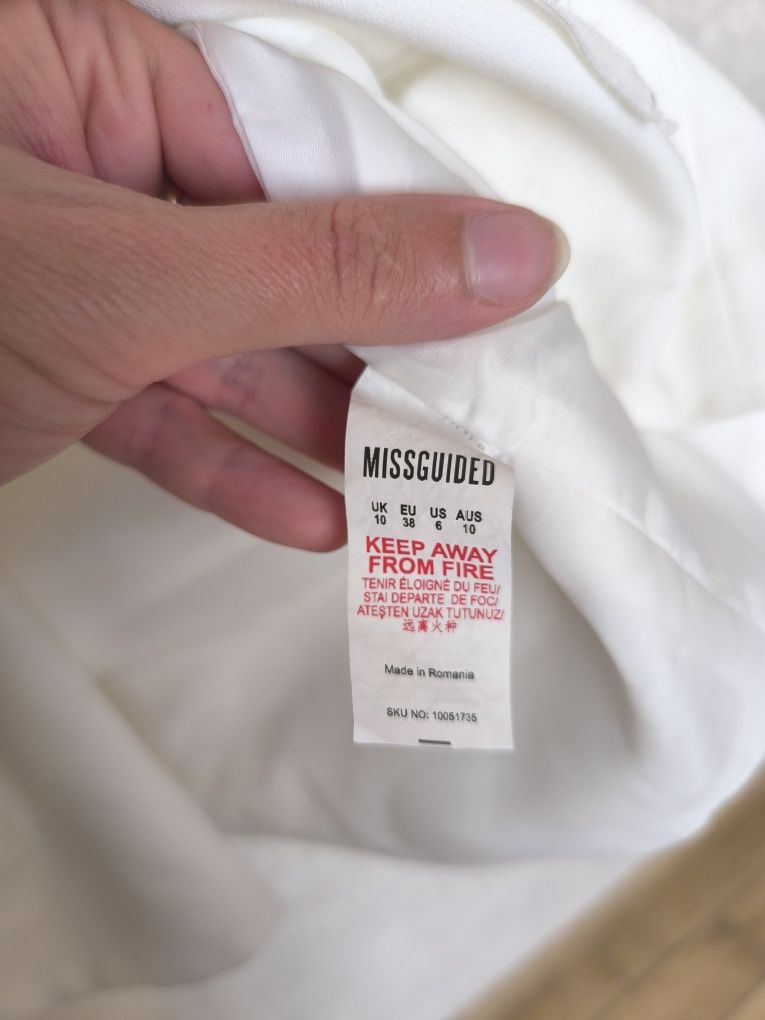 MISSGUIDED
UK EU US AUS
10 38 6 10
KEEP AWAY
FROM FIRE
TENIR ÉLOIGNÉ DU FEU/
STAI DEPARTE DE FOC/
ATEŞTEN UZAK TUTUNUZ/
远离火种
Made in Romania
SKU NO: 10051735